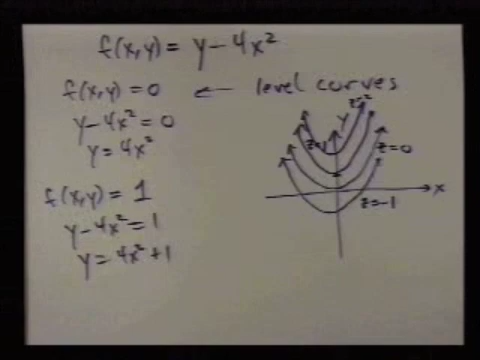 f(x,y) = y - 4x²
f(x,y) = 0 ← level curves
y - 4x² = 0
y = 4x²
f(x,y) = 1
y - 4x² = 1
y = 4x² + 1
z=2
y
z=1
z=0
x
z=-1